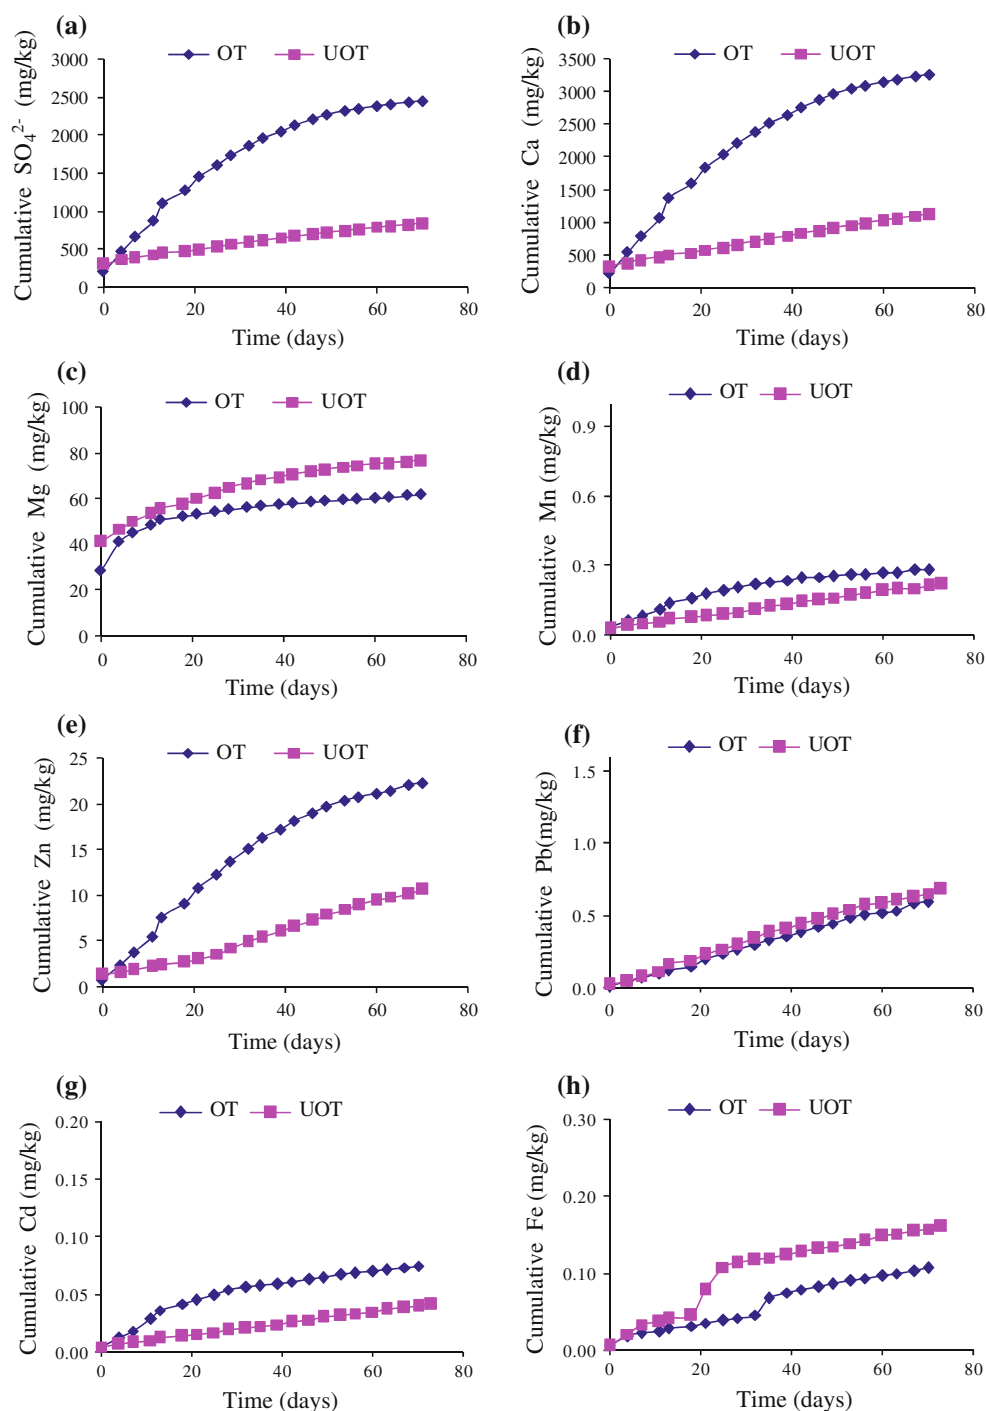 (a)
OT UOT
Cumulative SO₄²⁻ (mg/kg)
3000
2500
2000
1500
1000
500
0
0 20 40 60 80
Time (days)
(b)
OT UOT
Cumulative Ca (mg/kg)
3500
3000
2500
2000
1500
1000
500
0
0 20 40 60 80
Time (days)
(c)
OT UOT
Cumulative Mg (mg/kg)
100
80
60
40
20
0
0 20 40 60 80
Time (days)
(d)
OT UOT
Cumulative Mn (mg/kg)
0.9
0.6
0.3
0.0
0 20 40 60 80
Time (days)
(e)
OT UOT
Cumulative Zn (mg/kg)
25
20
15
10
5
0
0 20 40 60 80
Time (days)
(f)
OT UOT
Cumulative Pb(mg/kg)
1.5
1.0
0.5
0.0
0 20 40 60 80
Time (days)
(g)
OT UOT
Cumulative Cd (mg/kg)
0.20
0.15
0.10
0.05
0.00
0 20 40 60 80
Time (days)
(h)
OT UOT
Cumulative Fe (mg/kg)
0.30
0.20
0.10
0.00
0 20 40 60 80
Time (days)